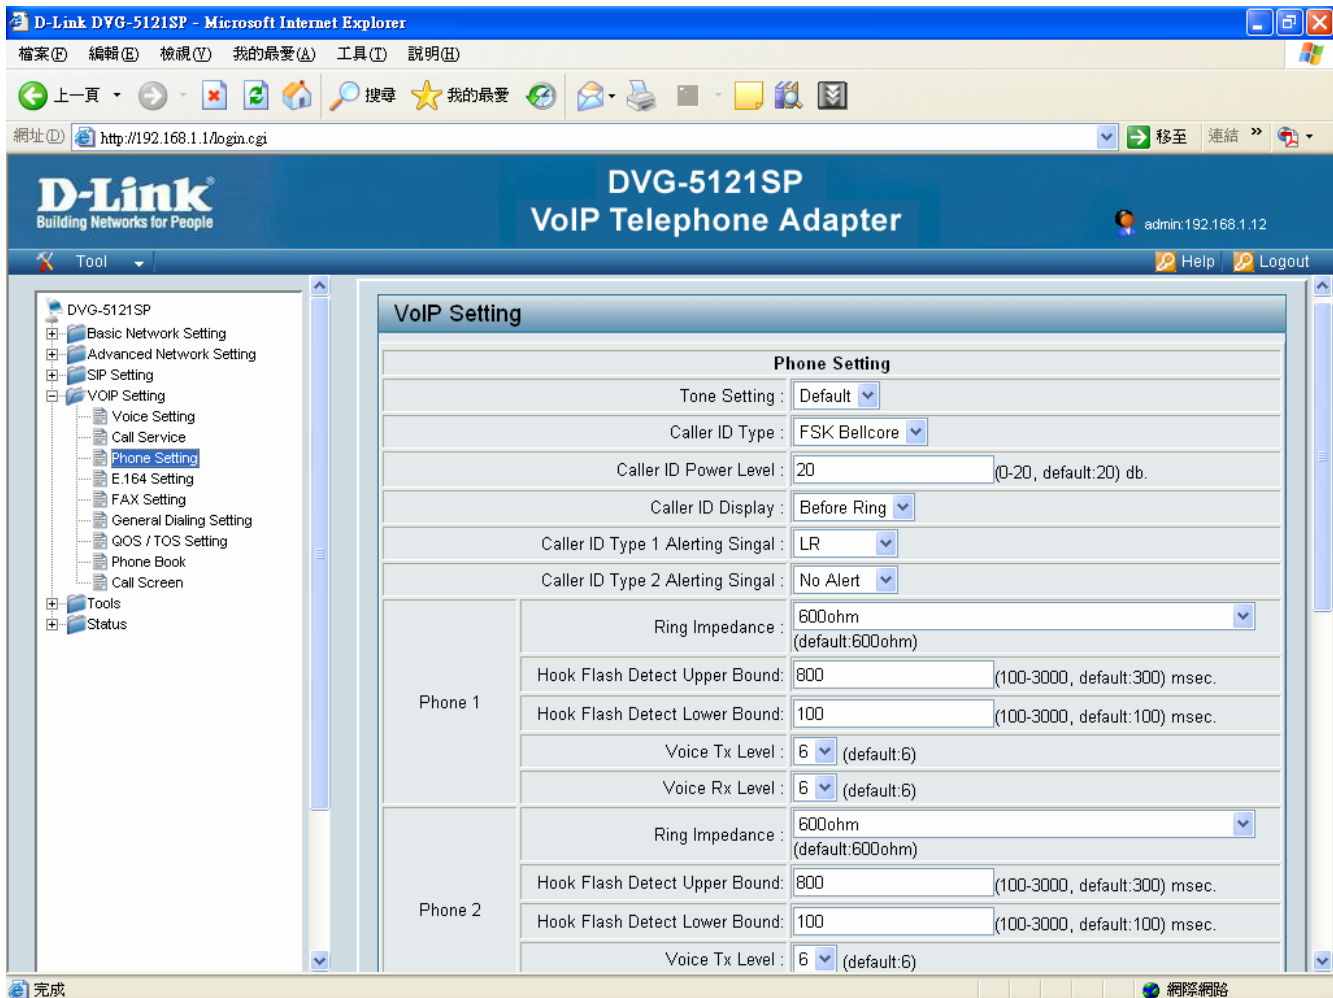 D-Link DVG-5121SP - Microsoft Internet Explorer
檔案(F) 編輯(E) 檢視(V) 我的最愛(A) 工具(T) 說明(H)
上一頁 搜尋 我的最愛
網址(D) http://192.168.1.1/login.cgi 移至 連結 »
D-Link
Building Networks for People
DVG-5121SP
VoIP Telephone Adapter
admin:192.168.1.12
Tool Help Logout
DVG-5121SP
Basic Network Setting
Advanced Network Setting
SIP Setting
VOIP Setting
Voice Setting
Call Service
Phone Setting
E.164 Setting
FAX Setting
General Dialing Setting
QOS / TOS Setting
Phone Book
Call Screen
Tools
Status
VoIP Setting
Phone Setting
Tone Setting : Default
Caller ID Type : FSK Bellcore
Caller ID Power Level : 20 (0-20, default:20) db.
Caller ID Display : Before Ring
Caller ID Type 1 Alerting Singal : LR
Caller ID Type 2 Alerting Singal : No Alert
Phone 1
Ring Impedance : 600ohm
(default:600ohm)
Hook Flash Detect Upper Bound: 800 (100-3000, default:300) msec.
Hook Flash Detect Lower Bound: 100 (100-3000, default:100) msec.
Voice Tx Level : 6 (default:6)
Voice Rx Level : 6 (default:6)
Phone 2
Ring Impedance : 600ohm
(default:600ohm)
Hook Flash Detect Upper Bound: 800 (100-3000, default:300) msec.
Hook Flash Detect Lower Bound: 100 (100-3000, default:100) msec.
Voice Tx Level : 6 (default:6)
完成 網際網路